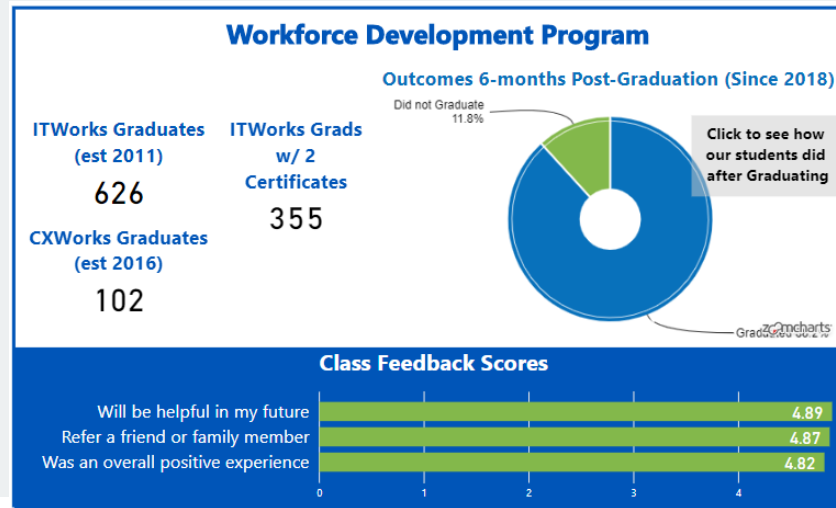 Workforce Development Program
Outcomes 6-months Post-Graduation (Since 2018)
Did not Graduate
11.8%
Click to see how
our students did
after Graduating
ITWorks Graduates
(est 2011)
626
ITWorks Grads
w/ 2
Certificates
355
CXWorks Graduates
(est 2016)
102
zoomcharts
Class Feedback Scores
Will be helpful in my future
4.89
Refer a friend or family member
4.87
Was an overall positive experience
4.82
0 1 2 3 4